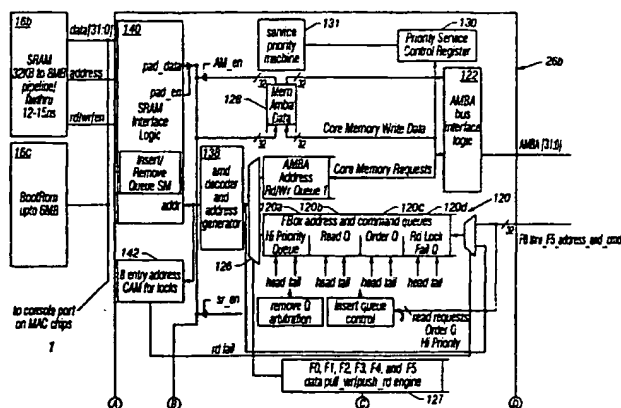 16b
data[31:0]
SRAM
32KB to 8MB
pipeline/
flwthru
12-15ns
address
rd/wr/en
16c
BootRom
upto 8MB
to console port
on MAC chips
1
140
SRAM
Interface
Logic
pad_data
pad_en
Insert/
Remove
Queue SM
addr
142
8 entry address
CAM for locks
138
amd decoder
and address
generator
AM_en
sr_en
rd fail
131
service
priority
machine
130
Priority Service
Control Register
128
Mem
Amba
Data
32
32
32
32
122
AMBA
bus
interface
logic
26b
AMBA [31:0]
Core Memory Write Data
Core Memory Requests
AMBA
Address
Rd/Wr Queue 1
120a
120b
120c
120d
120
FBox address and command queues
Hi Priority
Queue
Read Q
Order Q
Rd Lock
Fail Q
head tail
head tail
head tail
head tail
126
remove Q
arbitration
insert queue
control
read requests
Order Q
Hi Priority
32
F0 thru_F5_address_and_cmd
F0, F1, F2, F3, F4, and F5
data pull_wr/push_rd engine
127
A
B
C
D